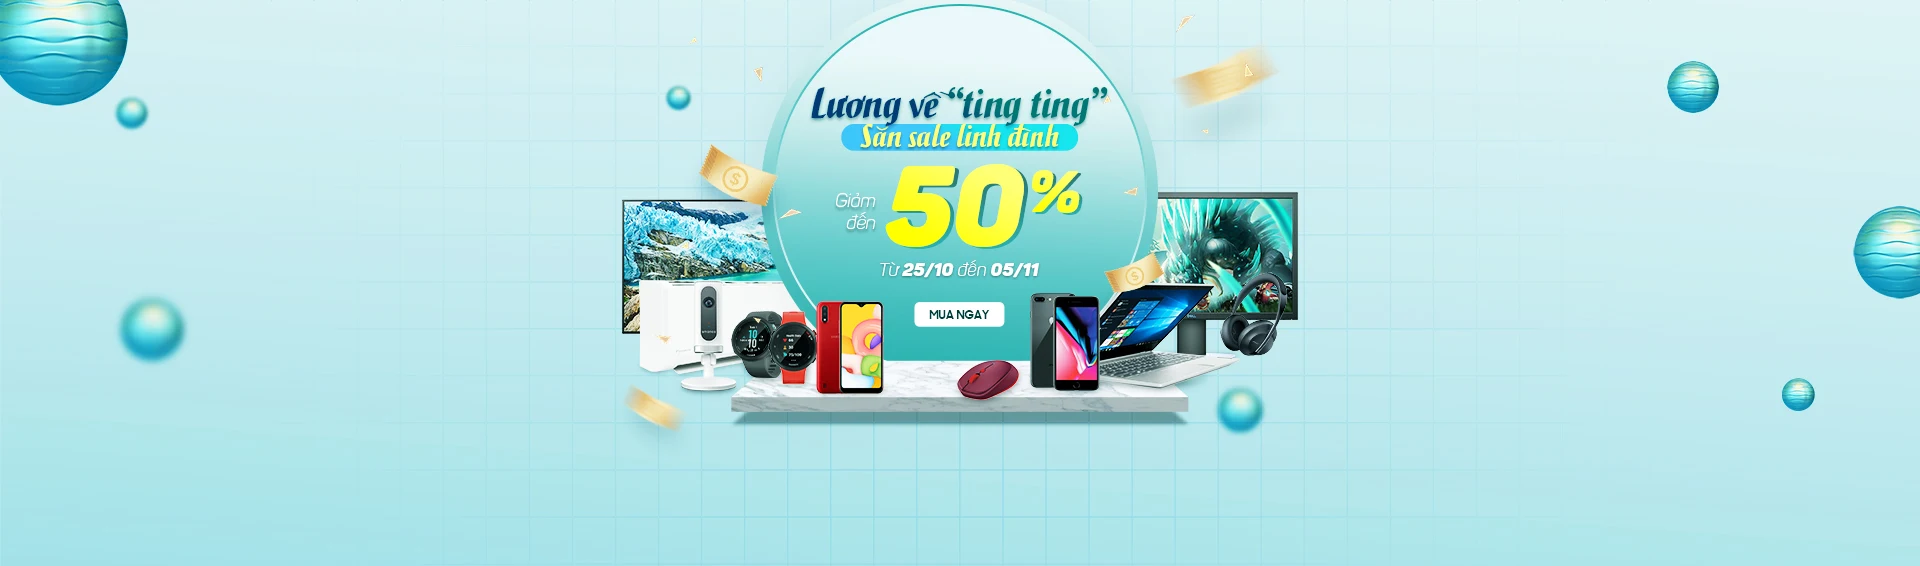 Lương về “ting ting”
Săn sale linh đình
Giảm
đến
50%
Từ 25/10 đến 05/11
MUA NGAY